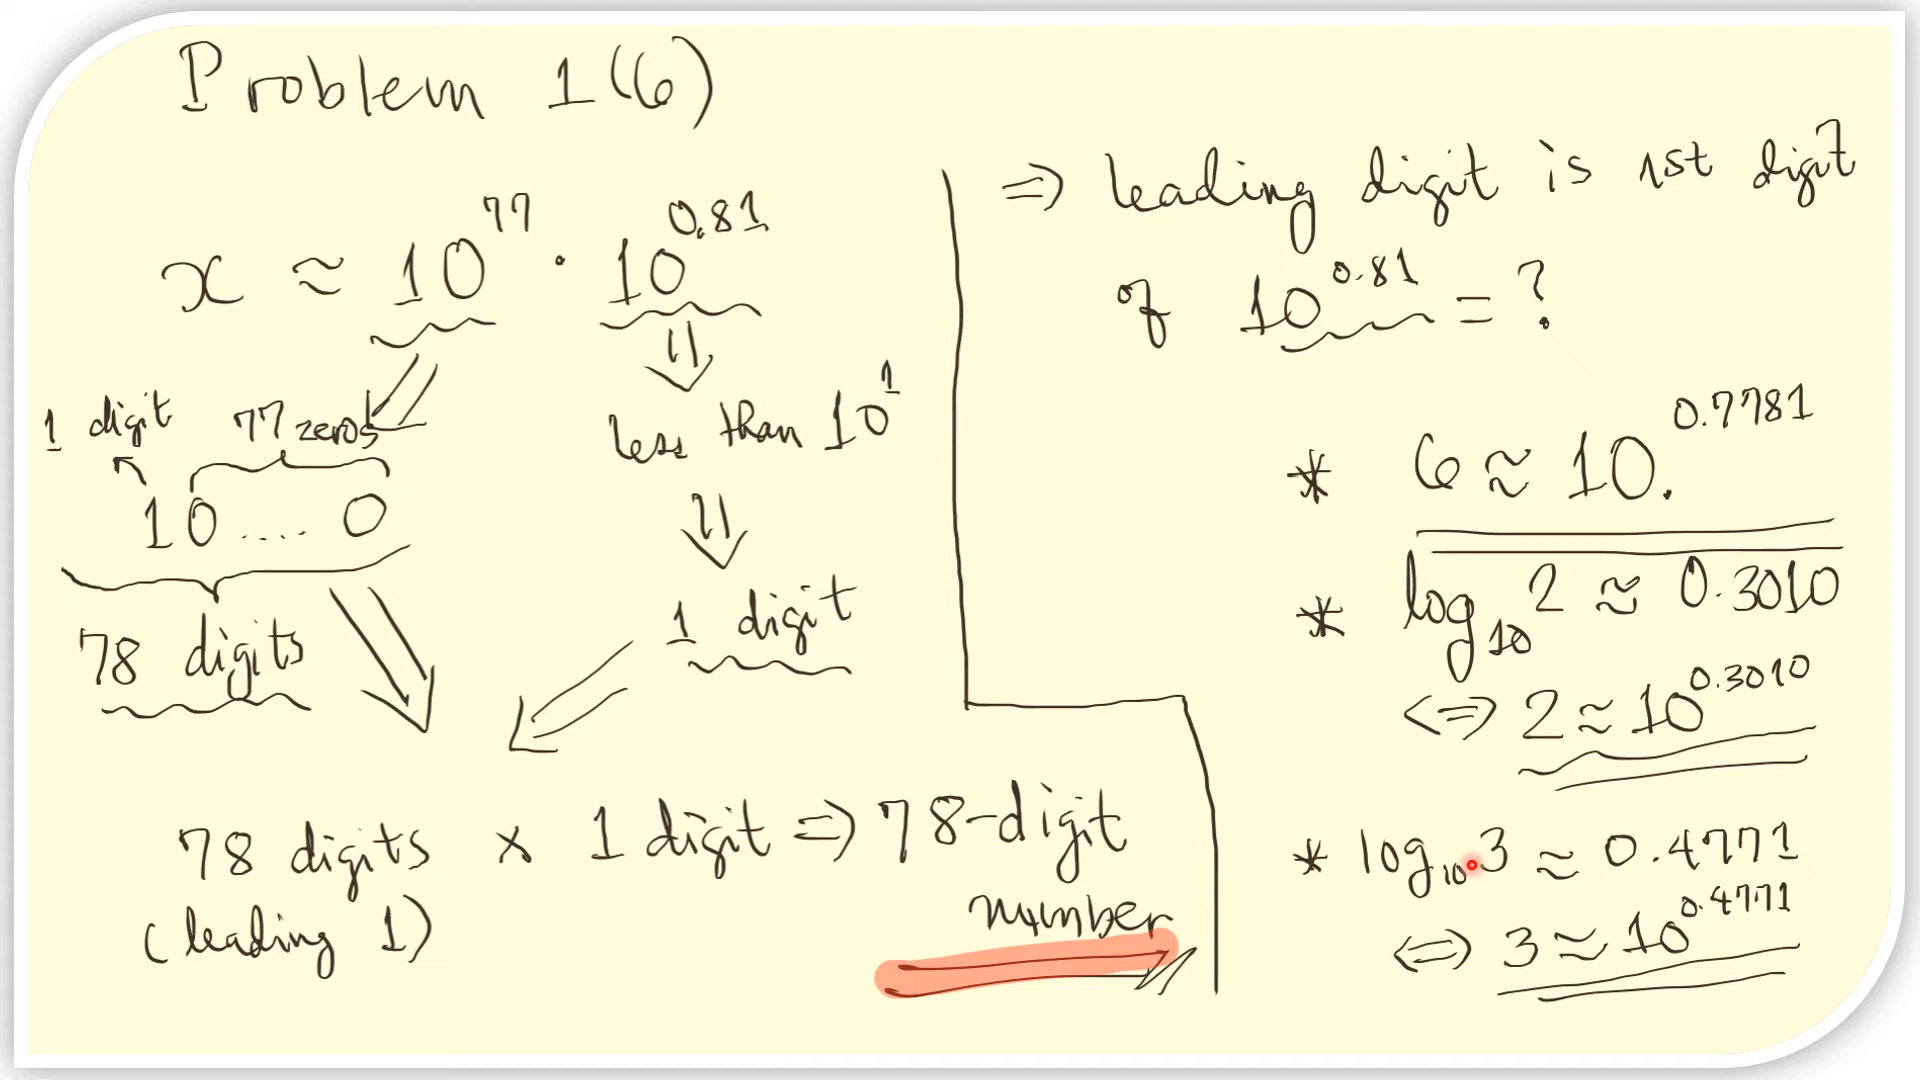 Problem 1(6)
x ≈ 10^77 · 10^0.81
1 digit 77 zeros
10 .... 0
78 digits
less than 10^1
1 digit
78 digits × 1 digit ⇒ 78-digit
(leading 1)
number
⇒ leading digit is 1st digit
of 10^0.81 = ?
* 6 ≈ 10^0.7781.
* log_10 2 ≈ 0.3010
⇔ 2 ≈ 10^0.3010
* log_10 3 ≈ 0.4771
⇔ 3 ≈ 10^0.4771